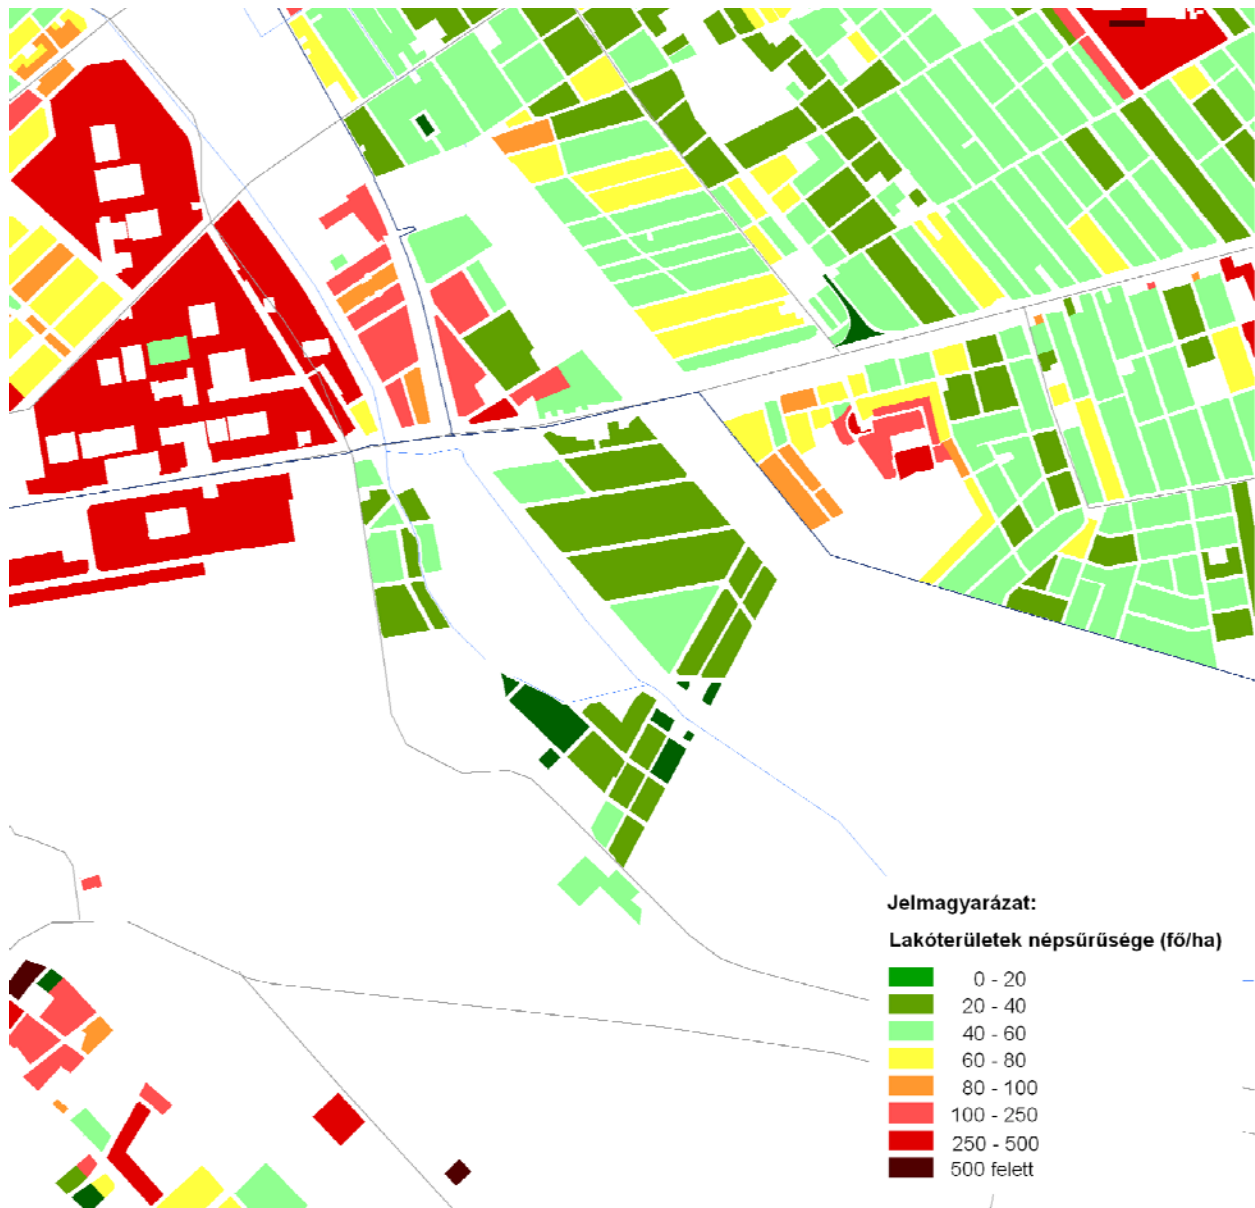 Jelmagyarázat:
Lakóterületek népsűrűsége (fő/ha)
0 - 20
20 - 40
40 - 60
60 - 80
80 - 100
100 - 250
250 - 500
500 felett